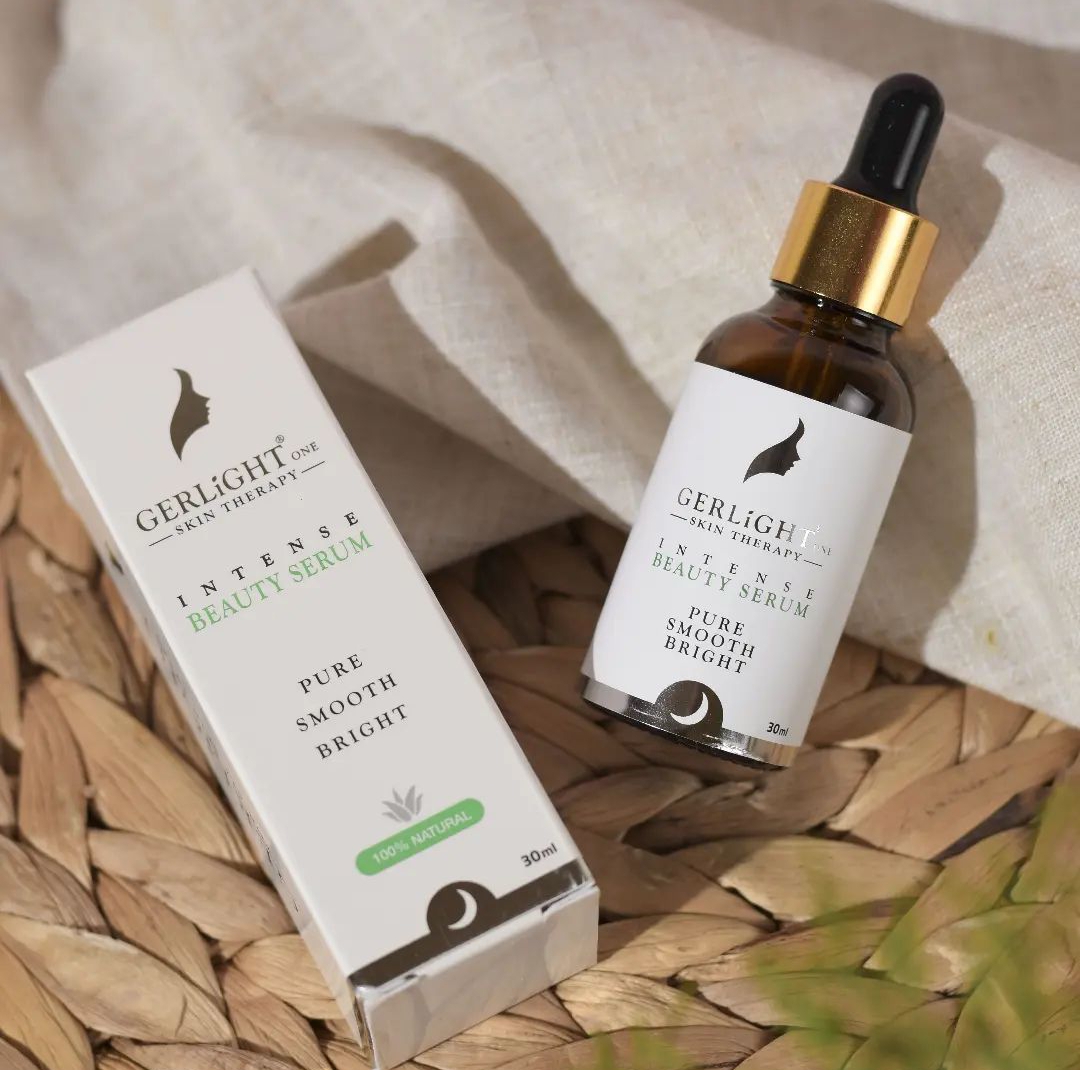 GERLiGHT® ONE
SKIN THERAPY
INTENSE
BEAUTY SERUM
PURE
SMOOTH
BRIGHT
100% NATURAL
30ml
GERLiGHT ONE
SKIN THERAPY
INTENSE
BEAUTY SERUM
PURE
SMOOTH
BRIGHT
30ml